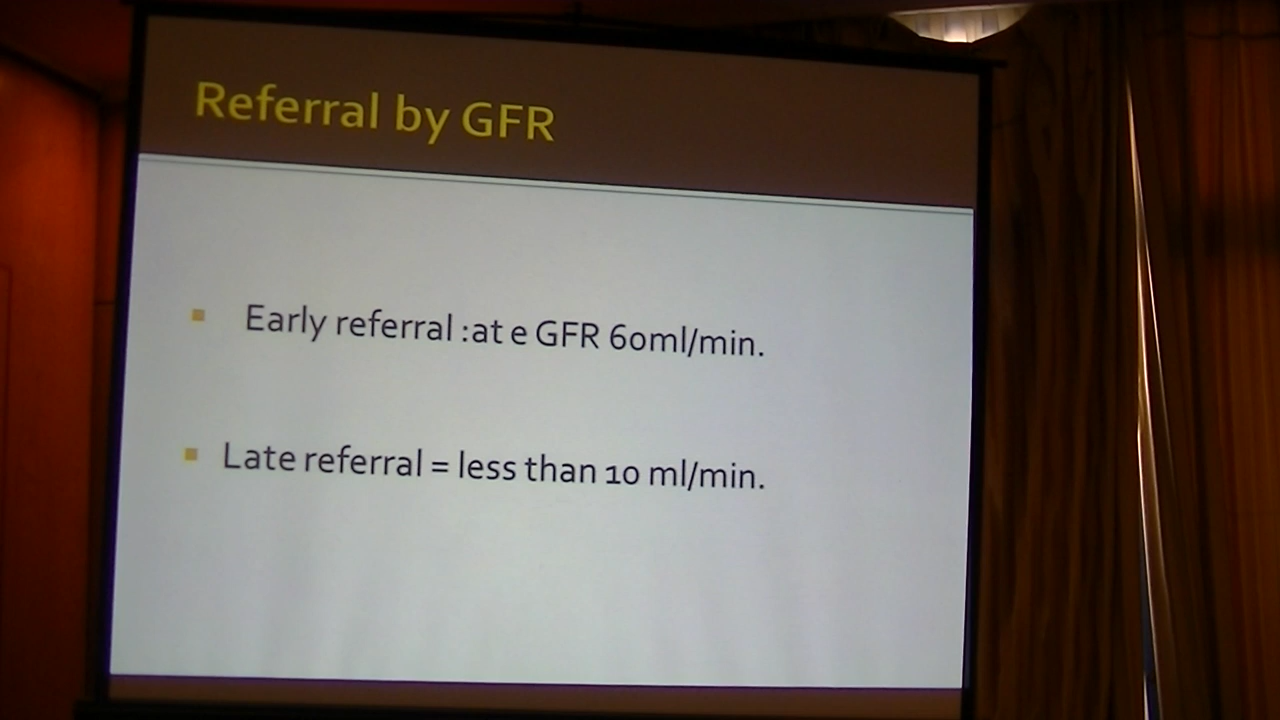 Referral by GFR
Early referral :at e GFR 60ml/min.
Late referral = less than 10 ml/min.